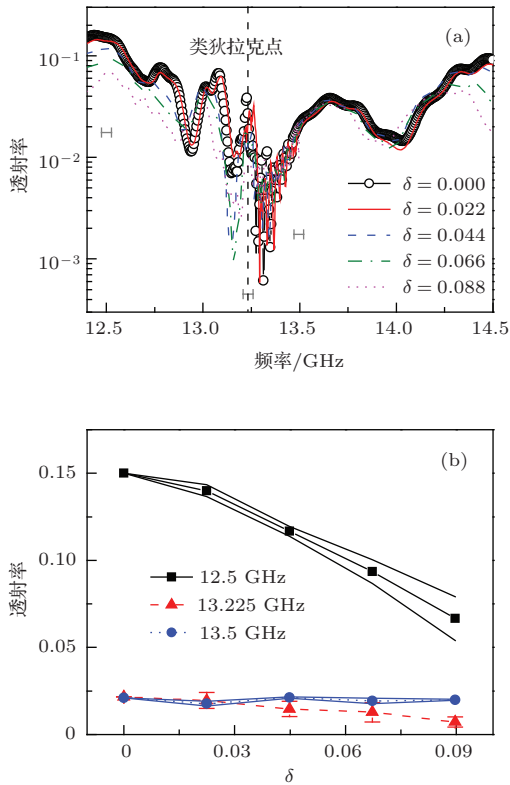 类狄拉克点
(a)
10⁻¹
10⁻²
10⁻³
透射率
δ = 0.000
δ = 0.022
δ = 0.044
δ = 0.066
δ = 0.088
12.5 13.0 13.5 14.0 14.5
频率/GHz
(b)
0.15
0.10
0.05
0
透射率
12.5 GHz
13.225 GHz
13.5 GHz
0 0.03 0.06 0.09
δ